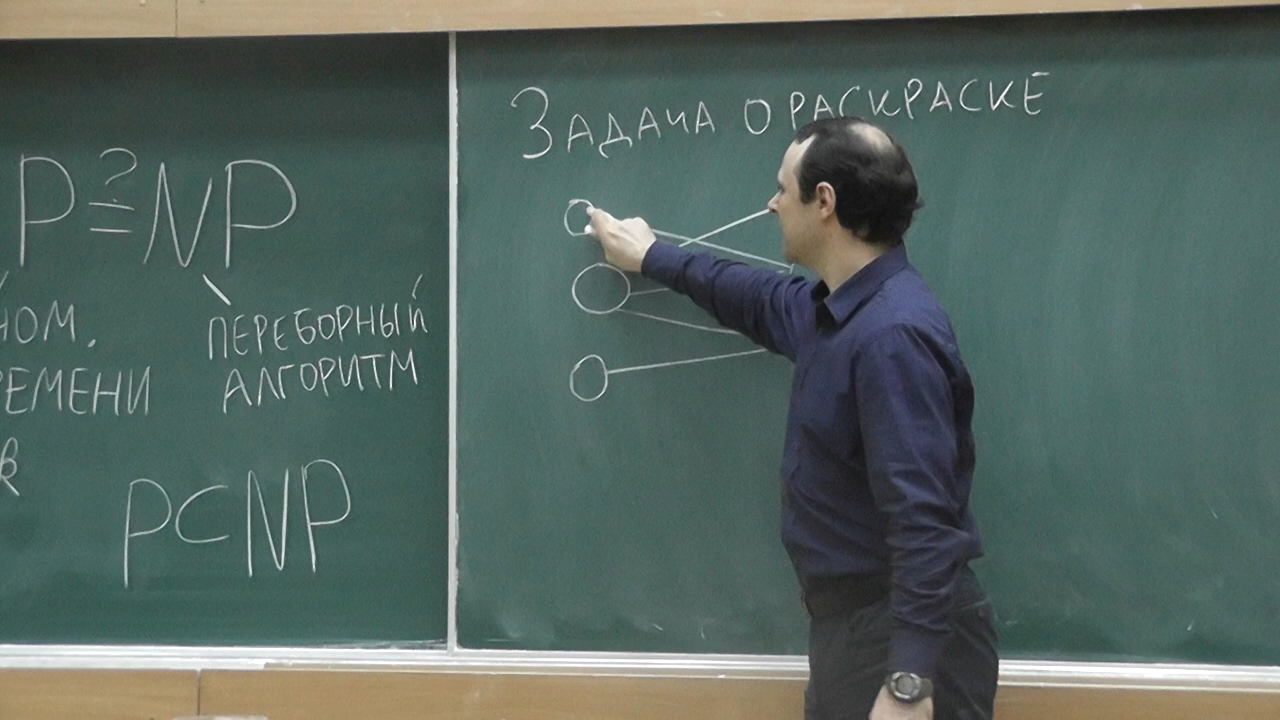 P ≟ NP
НОМ.
ПЕРЕБОРНЫЙ
РЕМЕНИ
АЛГОРИТМ
P⊂NP
ЗАДАЧА О РАСКРАСКЕ